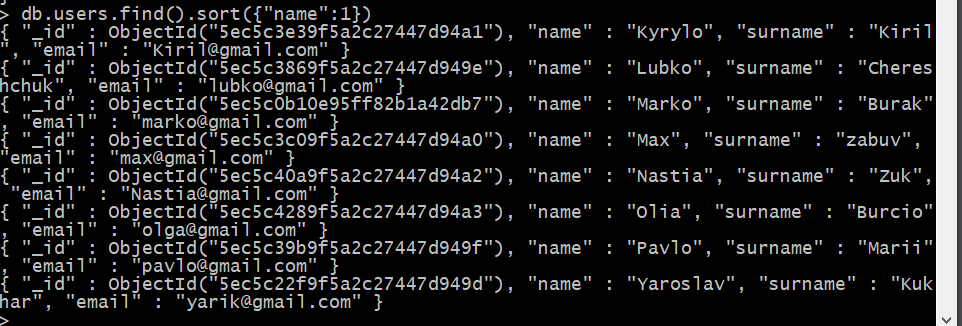 > db.users.find().sort({"name":1})
{ "_id" : ObjectId("5ec5c3e39f5a2c27447d94a1"), "name" : "Kyrylo", "surname" : "Kiril
", "email" : "Kiril@gmail.com" }
{ "_id" : ObjectId("5ec5c3869f5a2c27447d949e"), "name" : "Lubko", "surname" : "Cheres
hchuk", "email" : "lubko@gmail.com" }
{ "_id" : ObjectId("5ec5c0b10e95ff82b1a42db7"), "name" : "Marko", "surname" : "Burak"
, "email" : "marko@gmail.com" }
{ "_id" : ObjectId("5ec5c3c09f5a2c27447d94a0"), "name" : "Max", "surname" : "zabuv",
"email" : "max@gmail.com" }
{ "_id" : ObjectId("5ec5c40a9f5a2c27447d94a2"), "name" : "Nastia", "surname" : "Zuk",
"email" : "Nastia@gmail.com" }
{ "_id" : ObjectId("5ec5c4289f5a2c27447d94a3"), "name" : "Olia", "surname" : "Burcio"
, "email" : "olga@gmail.com" }
{ "_id" : ObjectId("5ec5c39b9f5a2c27447d949f"), "name" : "Pavlo", "surname" : "Marii"
, "email" : "pavlo@gmail.com" }
{ "_id" : ObjectId("5ec5c22f9f5a2c27447d949d"), "name" : "Yaroslav", "surname" : "Kuk
har", "email" : "yarik@gmail.com" }
>